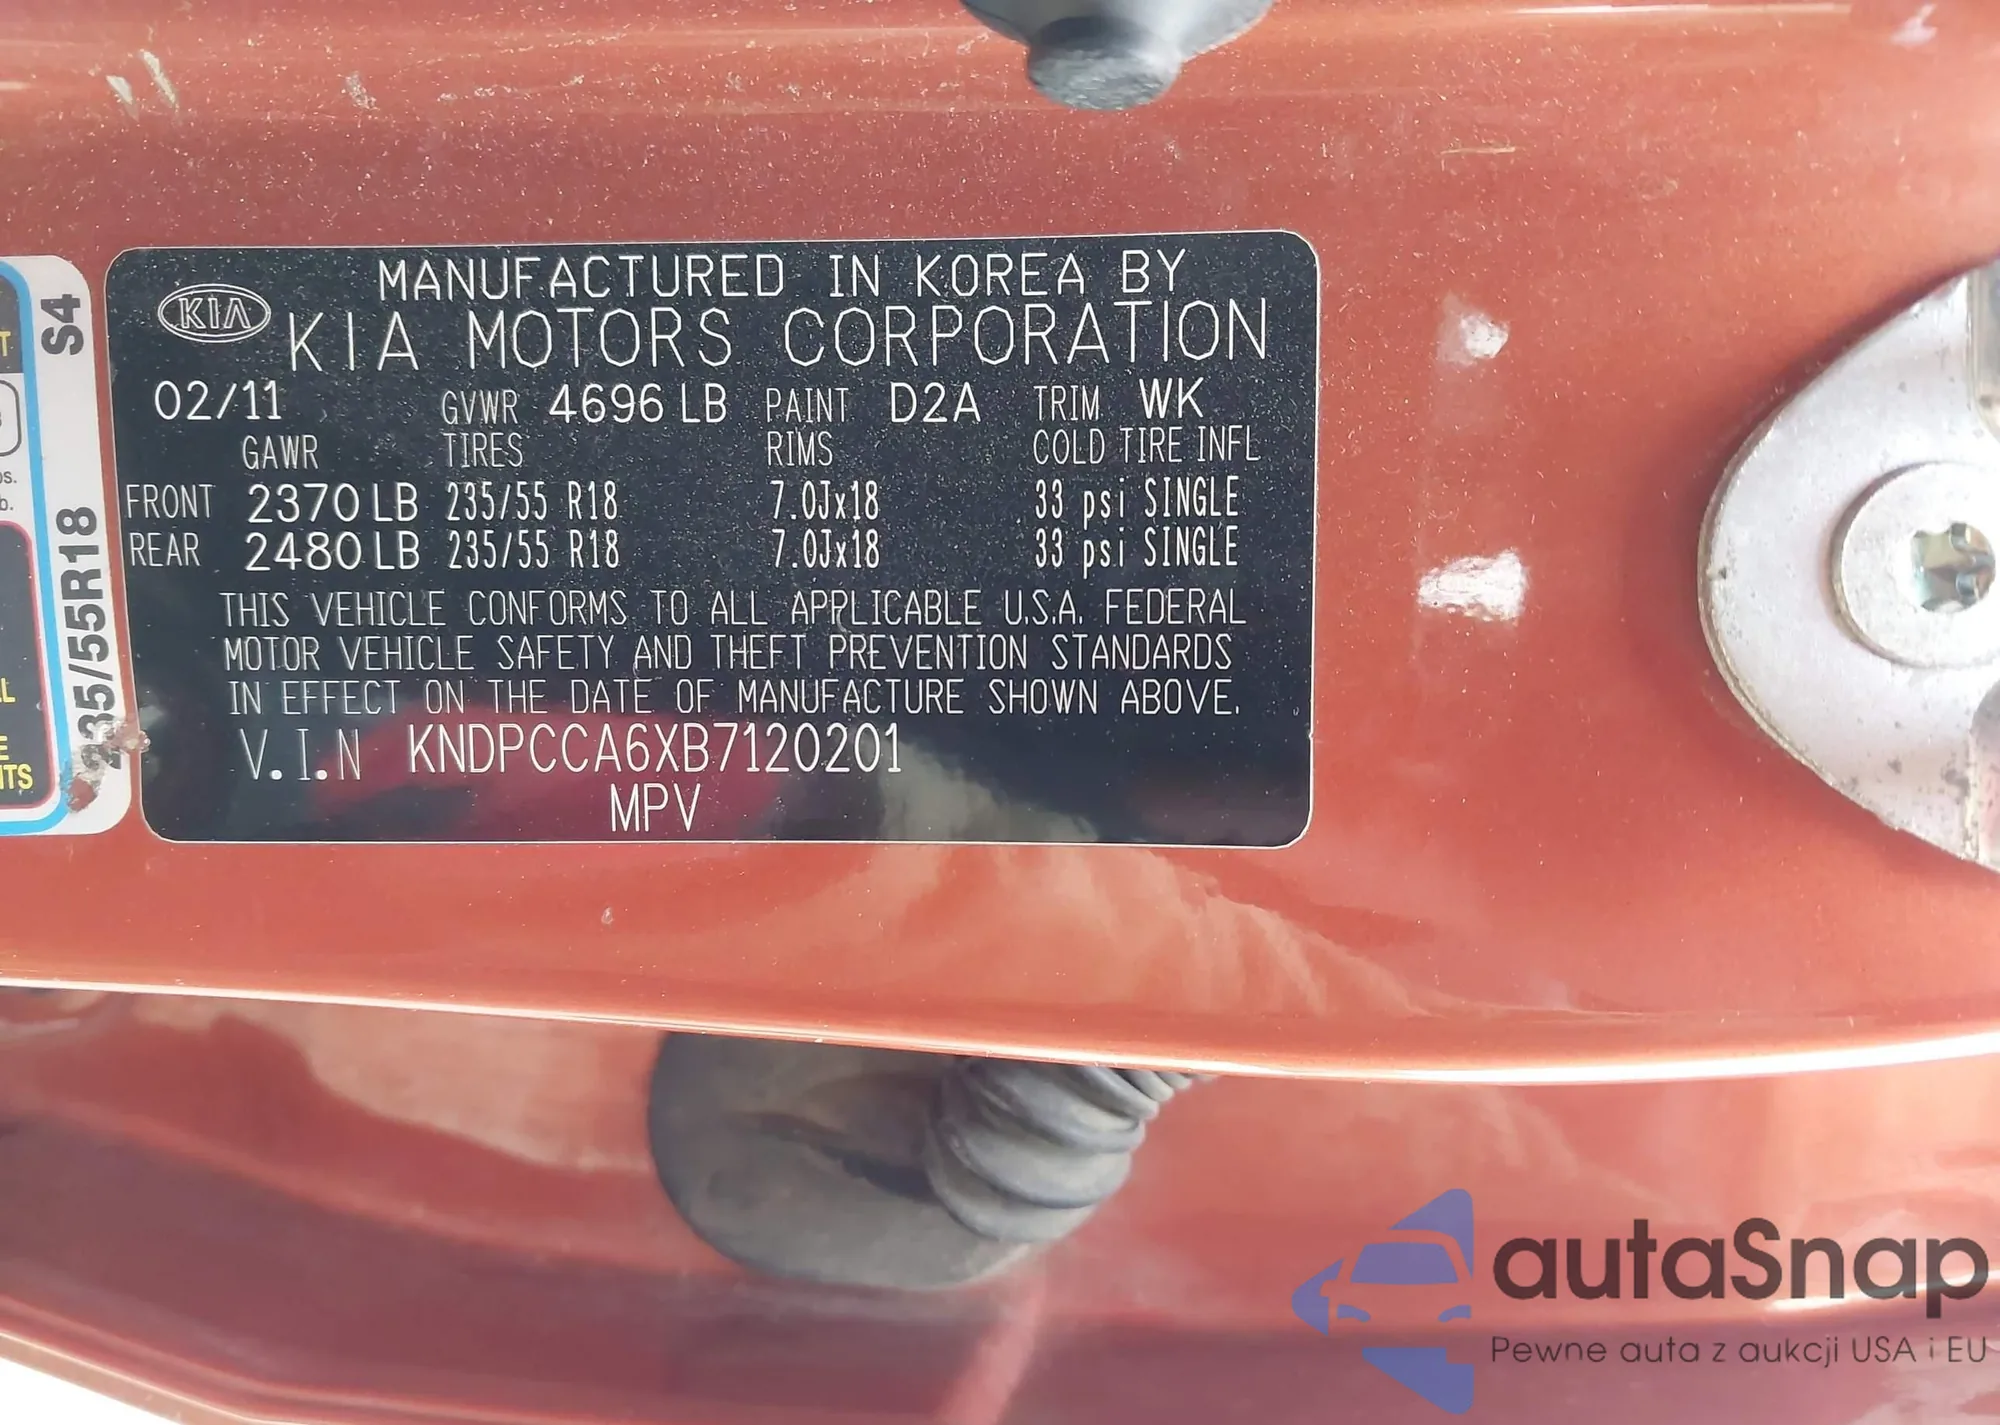 MANUFACTURED IN KOREA BY
KIA KIA MOTORS CORPORATION
02/11 GVWR 4696 LB PAINT D2A TRIM WK
GAWR TIRES RIMS COLD TIRE INFL
FRONT 2370 LB 235/55 R18 7.0Jx18 33 psi SINGLE
REAR 2480 LB 235/55 R18 7.0Jx18 33 psi SINGLE
THIS VEHICLE CONFORMS TO ALL APPLICABLE U.S.A. FEDERAL
MOTOR VEHICLE SAFETY AND THEFT PREVENTION STANDARDS
IN EFFECT ON THE DATE OF MANUFACTURE SHOWN ABOVE.
V.I.N KNDPCCA6XB7120201
MPV
235/55R18 S4
autaSnap
Pewne auta z aukcji USA i EU